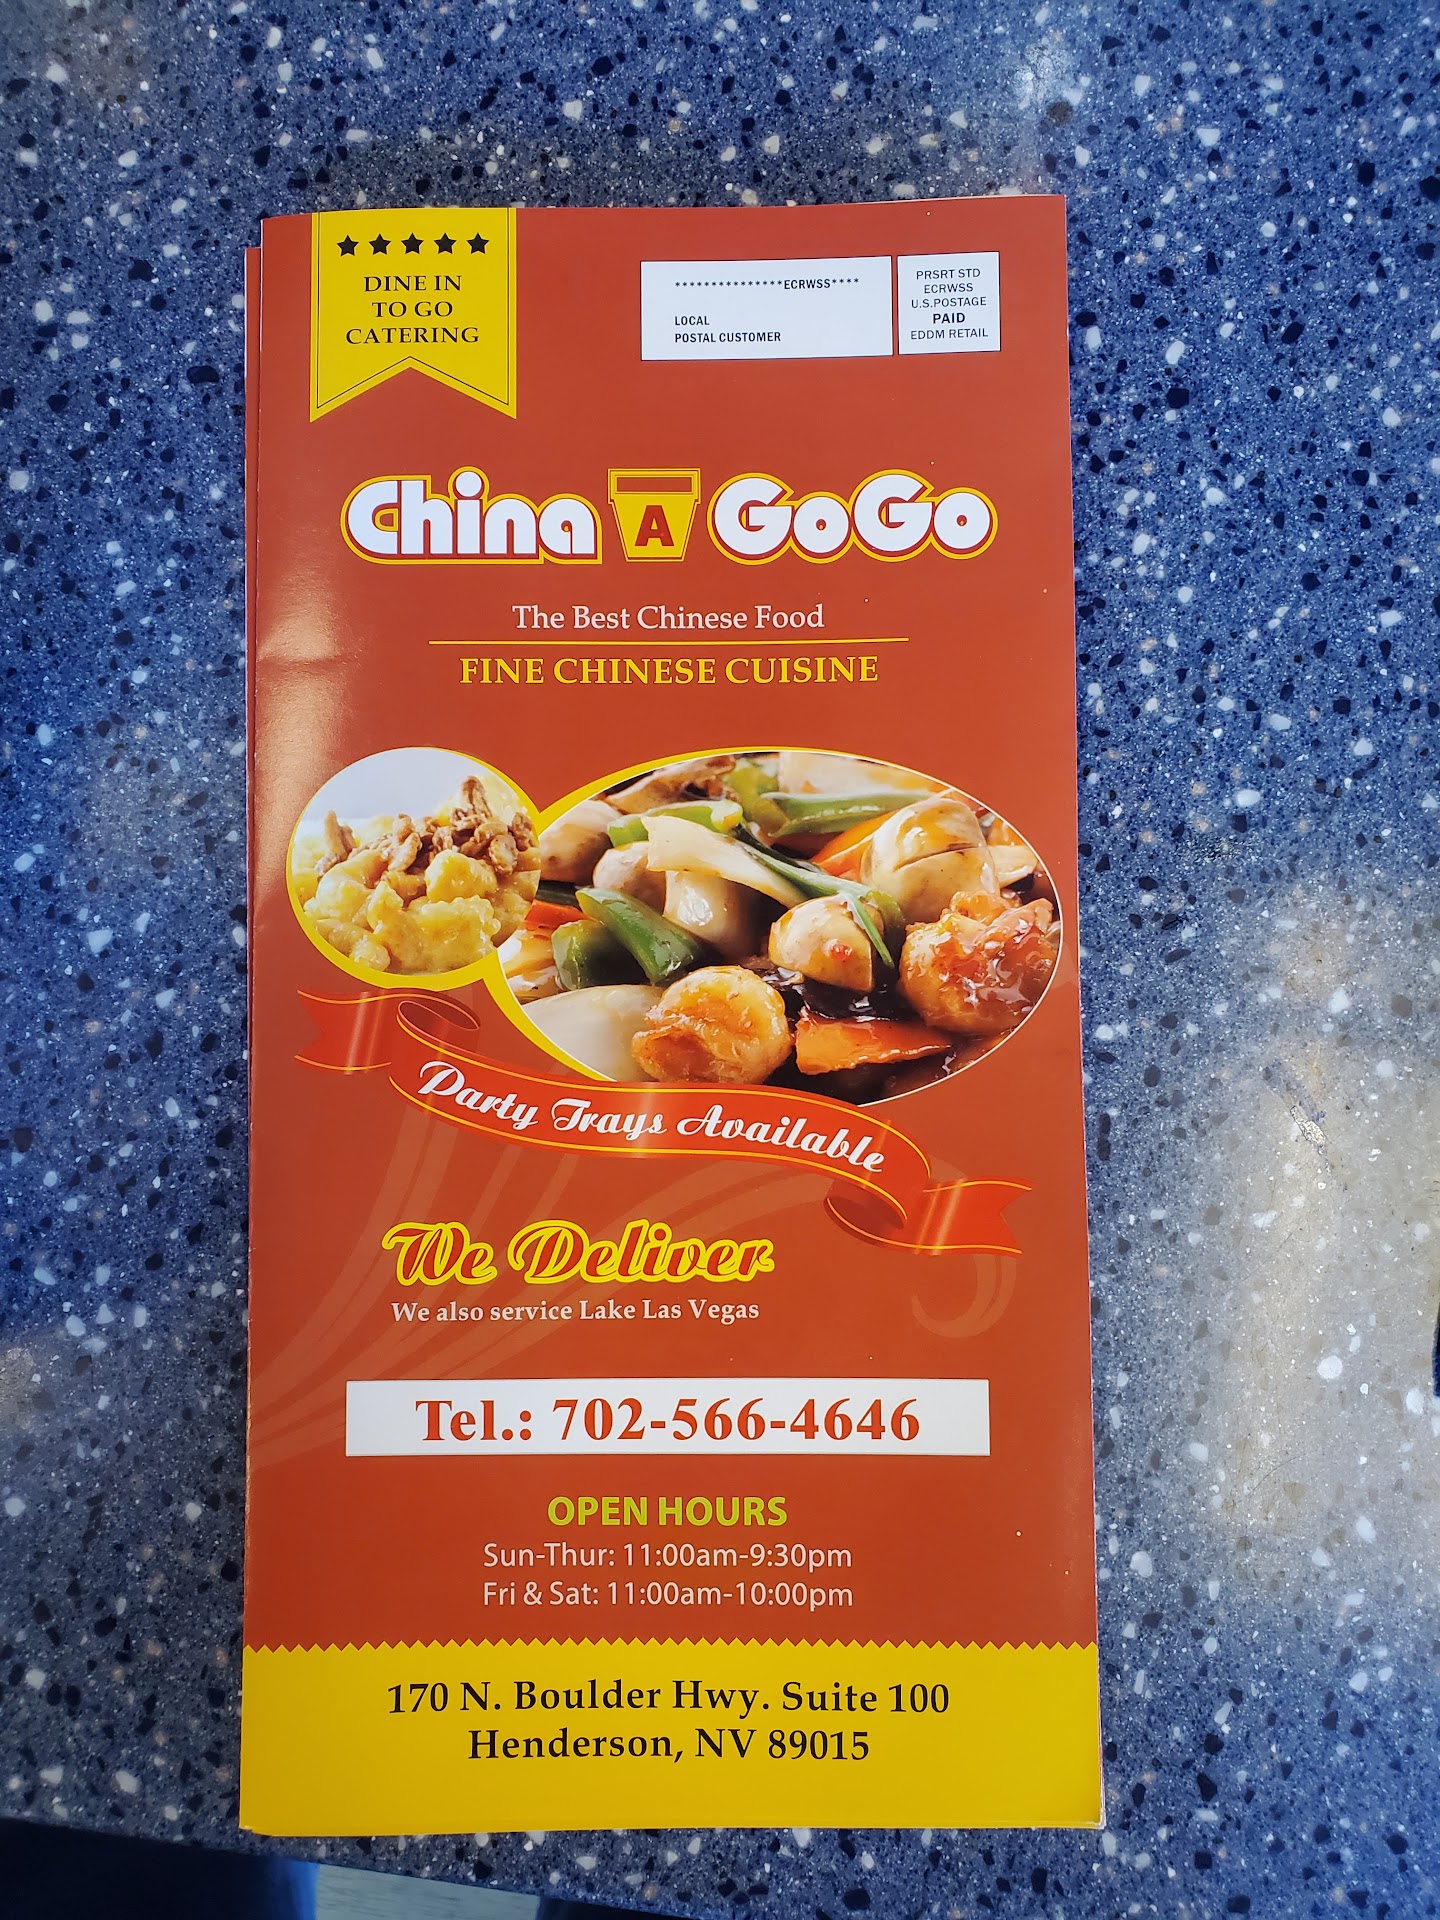 ★★★★★
DINE IN
TO GO
CATERING
***************ECRWSS****
LOCAL
POSTAL CUSTOMER
PRSRT STD
ECRWSS
U.S.POSTAGE
PAID
EDDM RETAIL
China A GoGo
The Best Chinese Food
FINE CHINESE CUISINE
Party Trays Available
We Deliver
We also service Lake Las Vegas
Tel.: 702-566-4646
OPEN HOURS
Sun-Thur: 11:00am-9:30pm
Fri & Sat: 11:00am-10:00pm
170 N. Boulder Hwy. Suite 100
Henderson, NV 89015